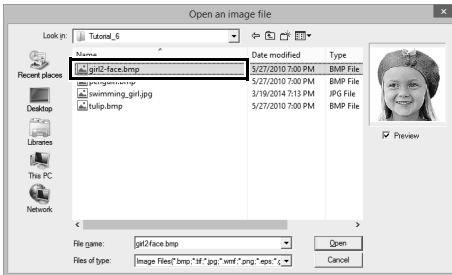 Open an image file
Look in: Tutorial_6
Name Date modified Type
girl2-face.bmp 5/27/2010 7:00 PM BMP File
penguin.bmp 5/27/2010 7:00 PM BMP File
swimming_girl.jpg 3/19/2014 7:13 PM JPG File
tulip.bmp 5/27/2010 7:00 PM BMP File
Recent places
Desktop
Libraries
This PC
Network
Preview
File name: girl2-face.bmp Open
Files of type: Image Files(*.bmp;*.tif;*.jpg;*.wmf;*.png;*.eps;*.c Cancel